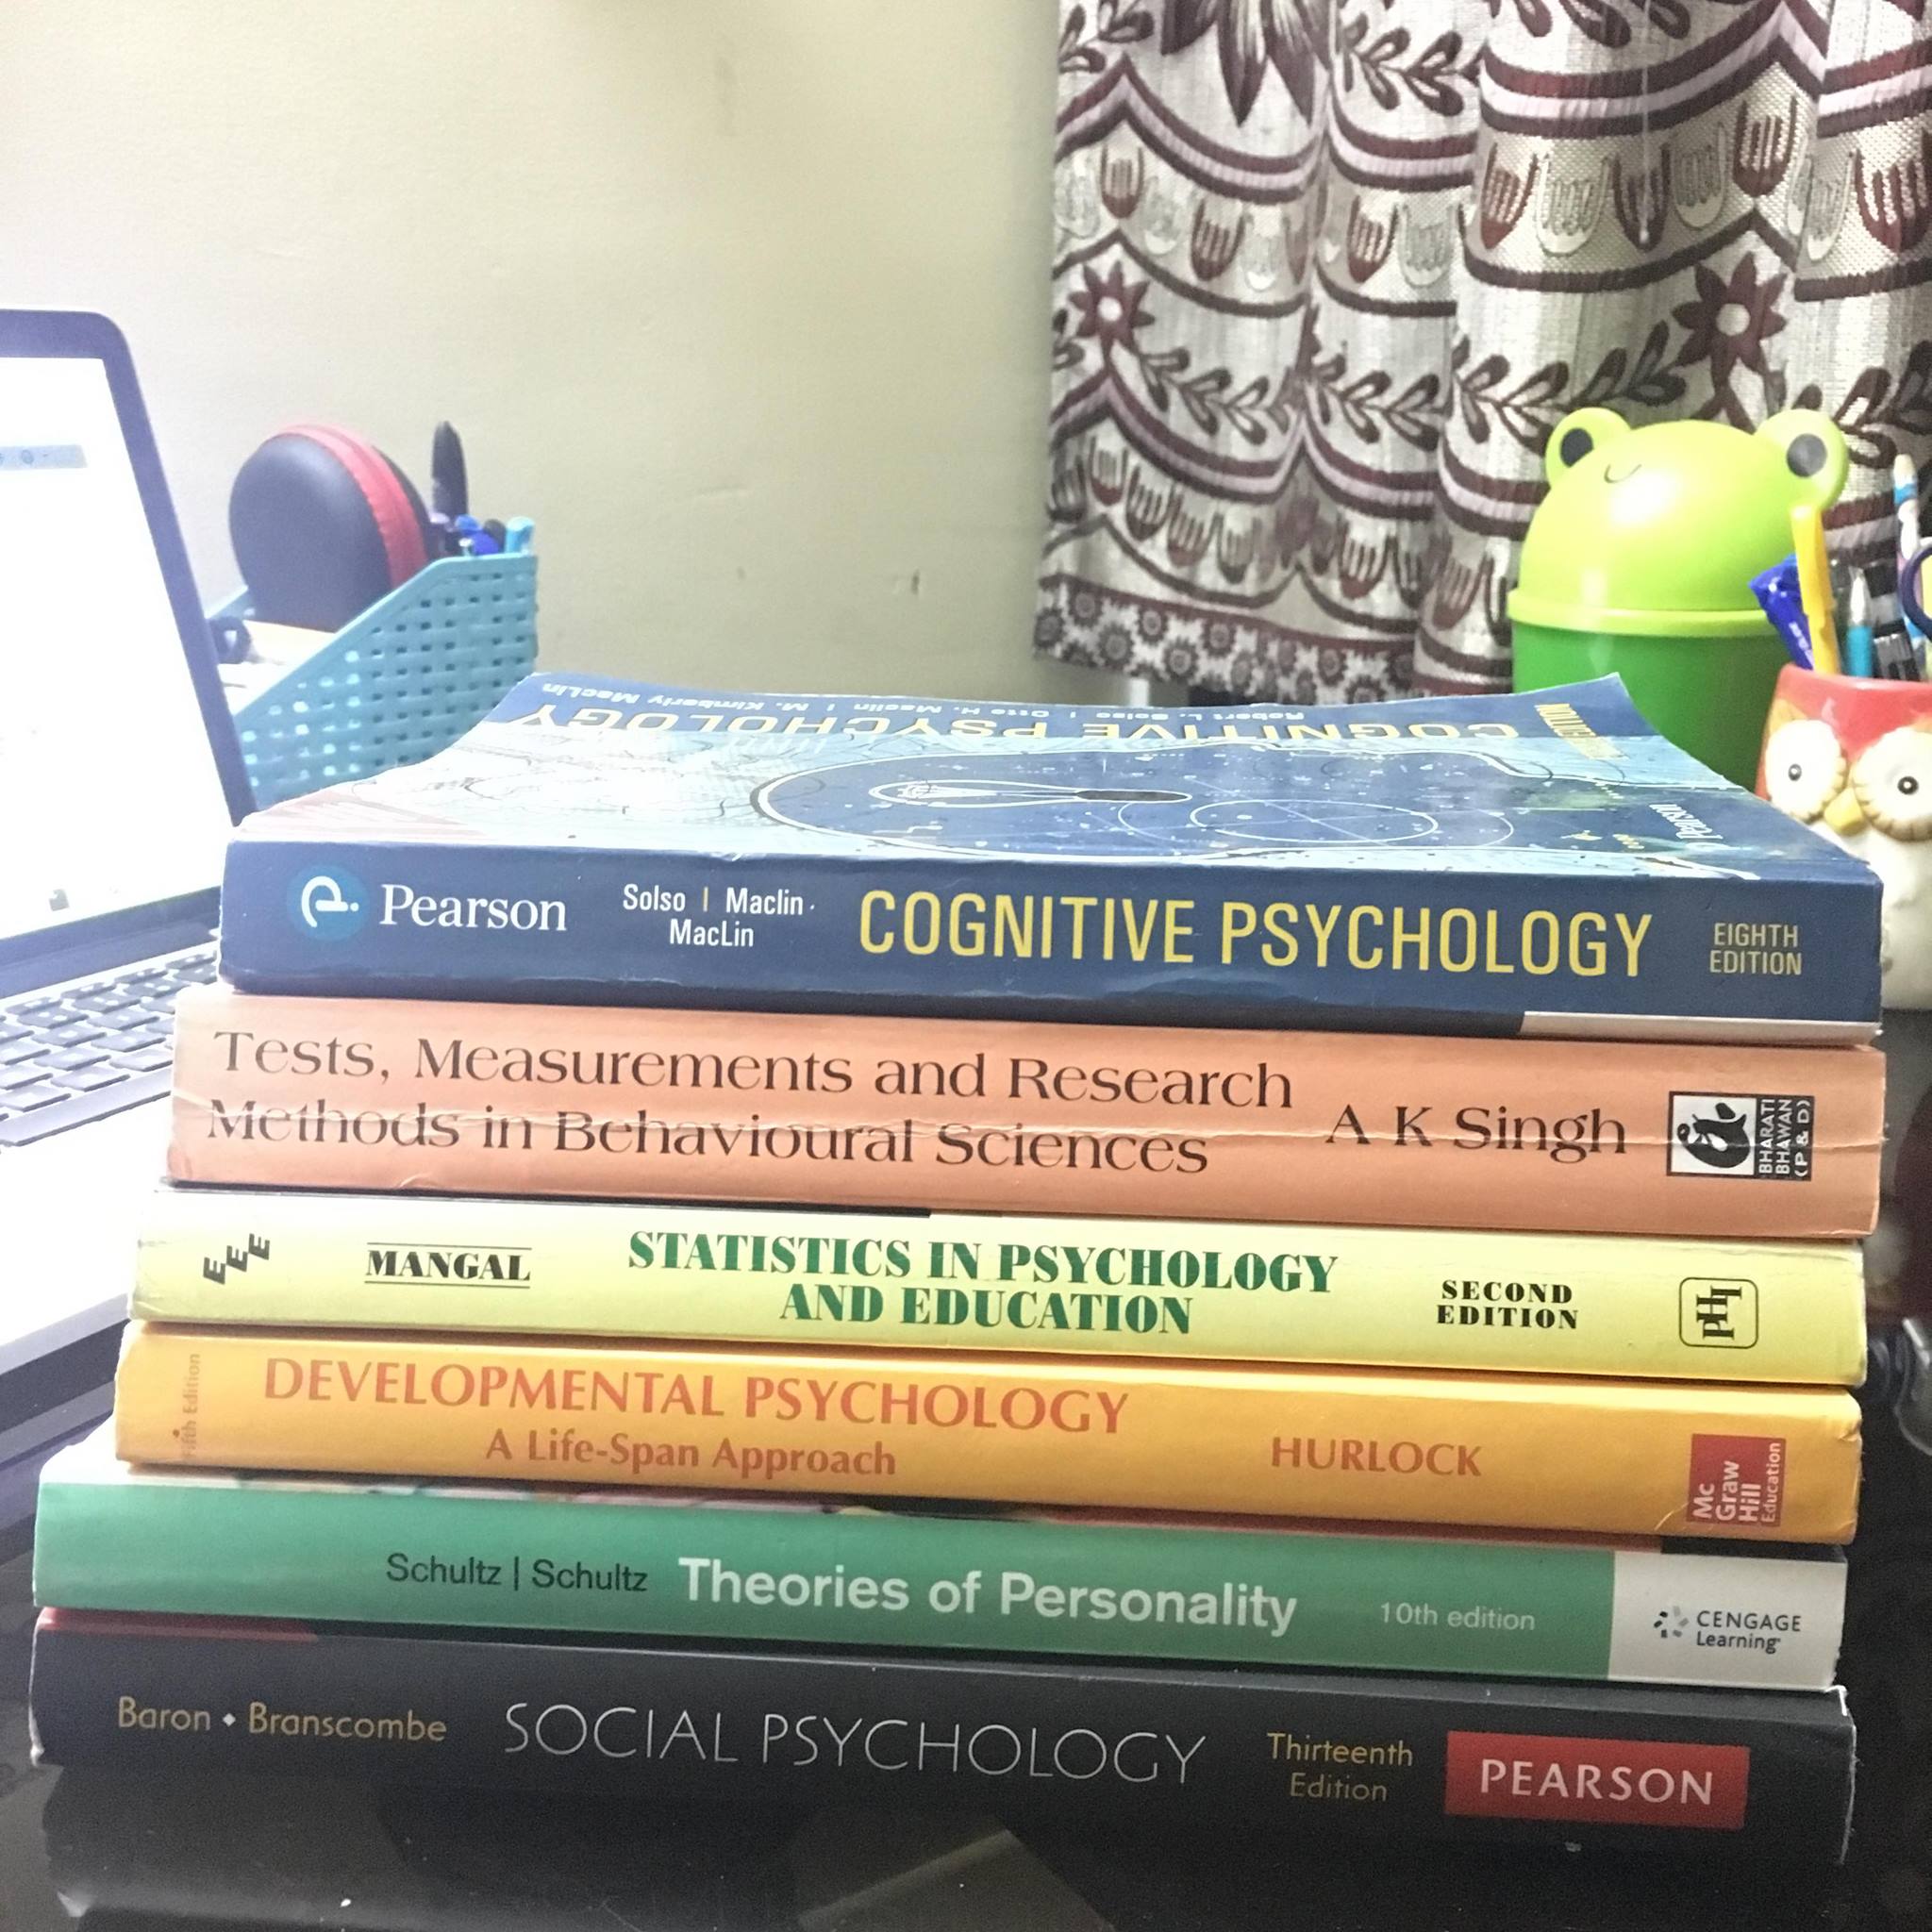 COGNITIVE PSYCHOLOGY
Robert L. Solso | Otto H. Maclin | M. Kimberly MacLin
Pearson
Pearson
Solso | Maclin
MacLin
COGNITIVE PSYCHOLOGY
EIGHTH
EDITION
Tests, Measurements and Research
Methods in Behavioural Sciences
A K Singh
BHARATI
BHAWAN
(P & D)
EEE
MANGAL
STATISTICS IN PSYCHOLOGY
AND EDUCATION
SECOND
EDITION
PHI
Fifth Edition
DEVELOPMENTAL PSYCHOLOGY
A Life-Span Approach
HURLOCK
Mc
Graw
Hill
Education
Schultz | Schultz
Theories of Personality
10th edition
CENGAGE
Learning
Baron • Branscombe
SOCIAL PSYCHOLOGY
Thirteenth
Edition
PEARSON